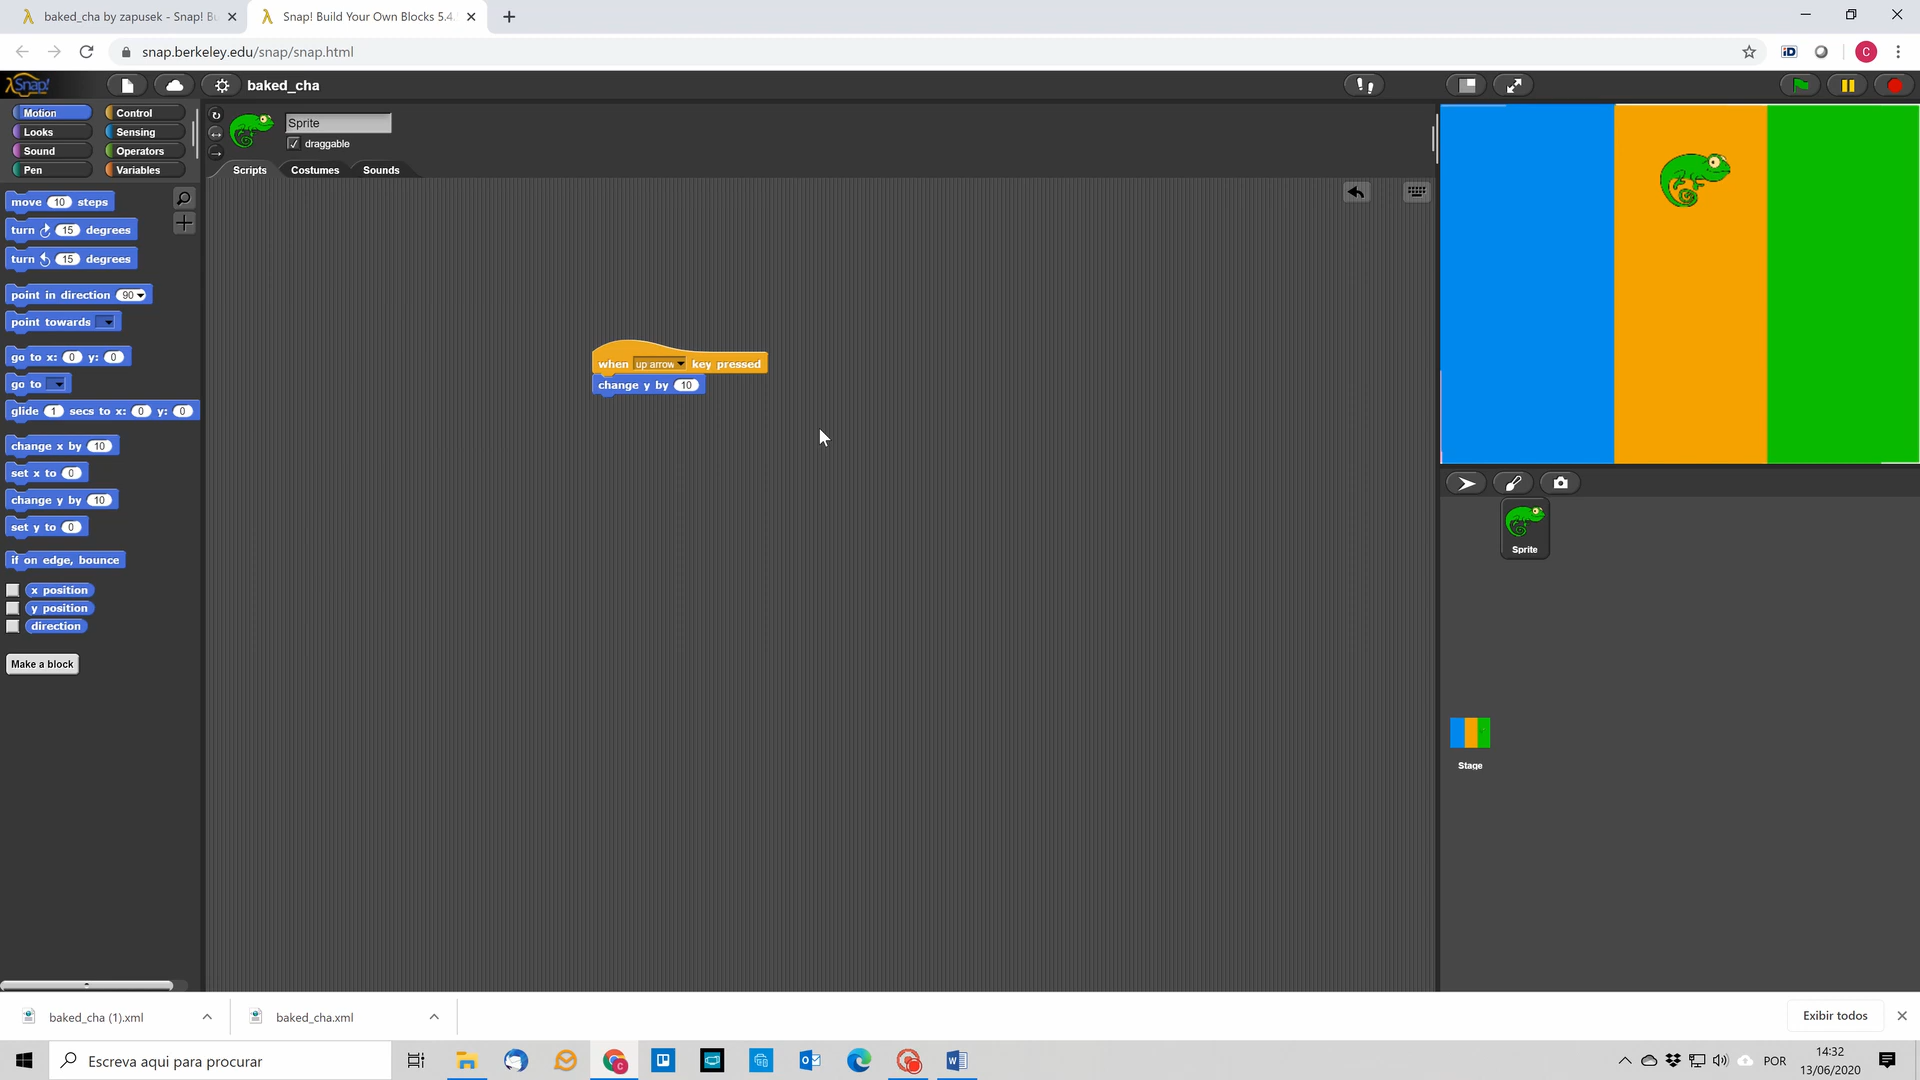 baked_cha by zapusek - Snap! Bu
Snap! Build Your Own Blocks 5.4.
snap.berkeley.edu/snap/snap.html
iD
C
Snap!
baked_cha
Motion
Control
Looks
Sensing
Sound
Operators
Pen
Variables
Sprite
draggable
Scripts
Costumes
Sounds
move 10 steps
turn 15 degrees
turn 15 degrees
point in direction 90
point towards
go to x: 0 y: 0
go to
glide 1 secs to x: 0 y: 0
change x by 10
set x to 0
change y by 10
set y to 0
if on edge, bounce
x position
y position
direction
Make a block
when up arrow key pressed
change y by 10
Sprite
Stage
baked_cha (1).xml
baked_cha.xml
Exibir todos
Escreva aqui para procurar
POR
14:32
13/06/2020